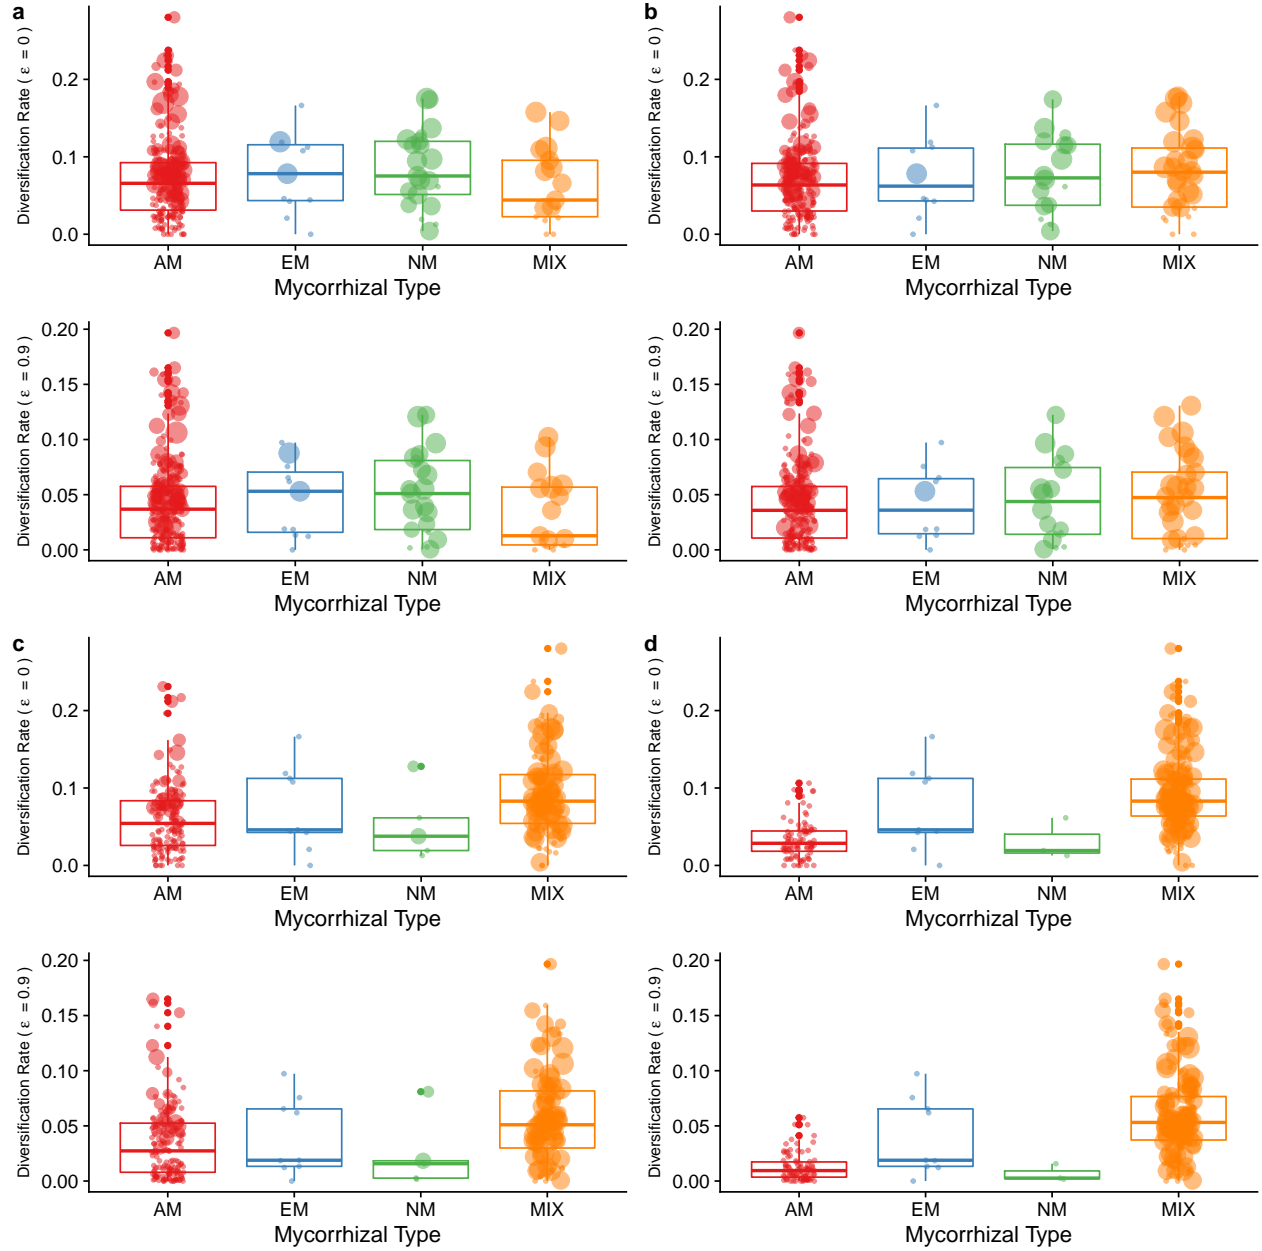 a
Diversification Rate ( ε = 0 )
0.2
0.1
0.0
AM EM NM MIX
Mycorrhizal Type
Diversification Rate ( ε = 0.9 )
0.20
0.15
0.10
0.05
0.00
AM EM NM MIX
Mycorrhizal Type
b
Diversification Rate ( ε = 0 )
0.2
0.1
0.0
AM EM NM MIX
Mycorrhizal Type
Diversification Rate ( ε = 0.9 )
0.20
0.15
0.10
0.05
0.00
AM EM NM MIX
Mycorrhizal Type
c
Diversification Rate ( ε = 0 )
0.2
0.1
0.0
AM EM NM MIX
Mycorrhizal Type
Diversification Rate ( ε = 0.9 )
0.20
0.15
0.10
0.05
0.00
AM EM NM MIX
Mycorrhizal Type
d
Diversification Rate ( ε = 0 )
0.2
0.1
0.0
AM EM NM MIX
Mycorrhizal Type
Diversification Rate ( ε = 0.9 )
0.20
0.15
0.10
0.05
0.00
AM EM NM MIX
Mycorrhizal Type